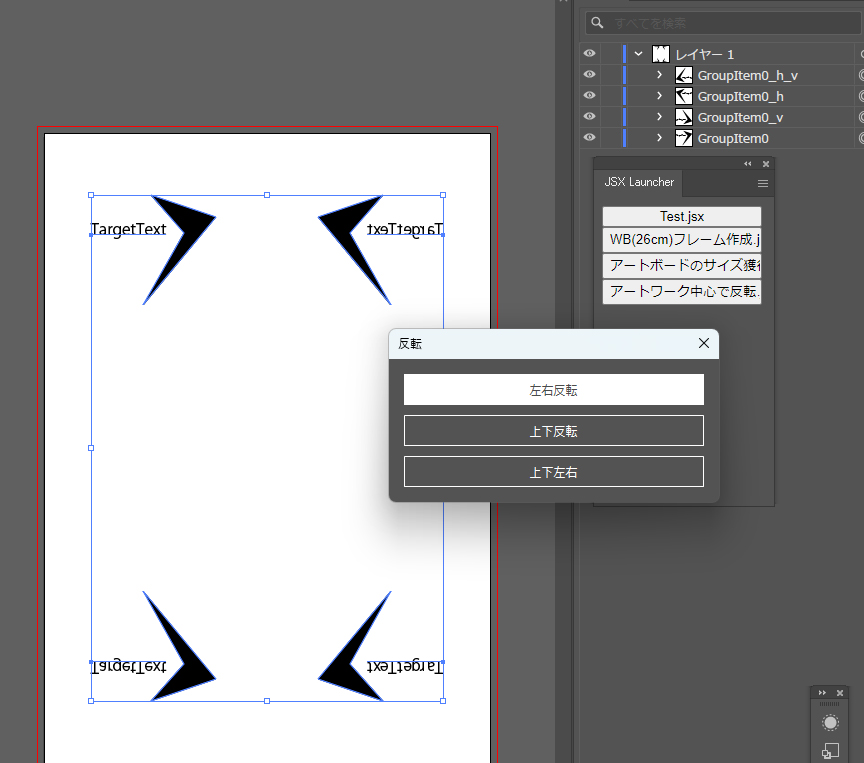 すべてを検索
レイヤー 1
GroupItem0_h_v
GroupItem0_h
GroupItem0_v
GroupItem0
JSX Launcher
Test.jsx
WB(26cm)フレーム作成.j
アートボードのサイズ獲得
アートワーク中心で反転.
TargetText
TargetText
反転
左右反転
上下反転
上下左右
TargetText
TargetText